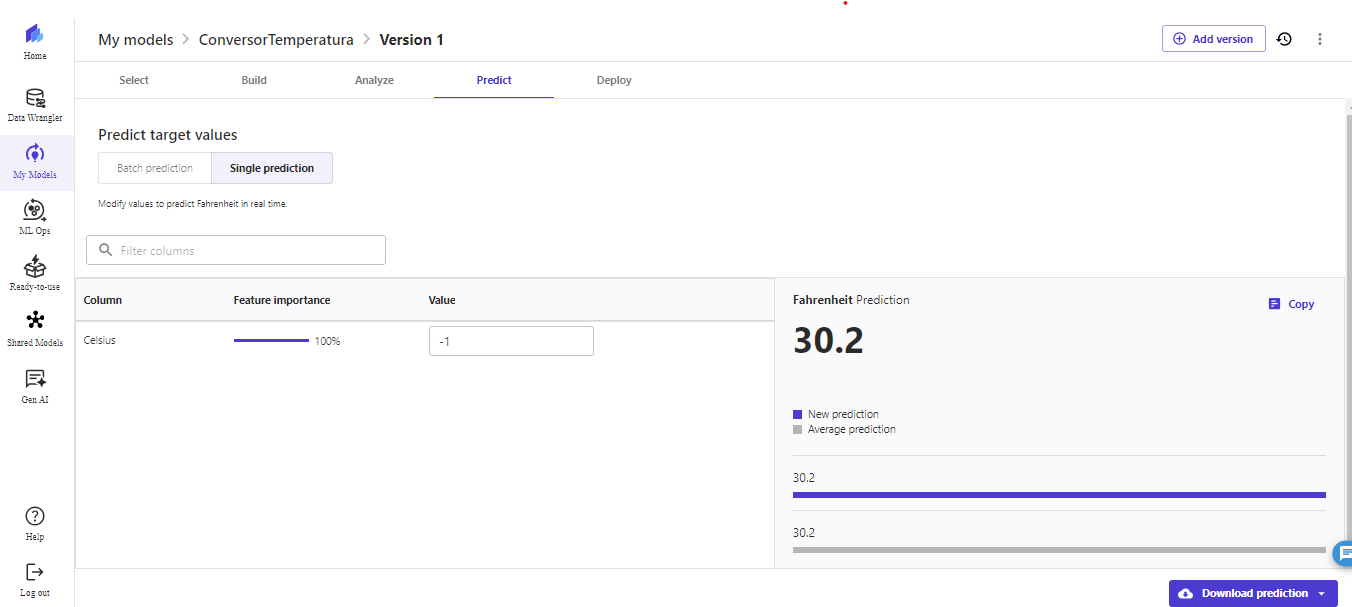 Home
Data Wrangler
My Models
ML Ops
Ready-to-use
Shared Models
Gen AI
Help
Log out
My models > ConversorTemperatura > Version 1
Add version
Select Build Analyze Predict Deploy
Predict target values
Batch prediction Single prediction
Modify values to predict Fahrenheit in real time.
Filter columns
Column Feature importance Value
Celsius 100% -1
Fahrenheit Prediction
Copy
30.2
New prediction
Average prediction
30.2
30.2
Download prediction